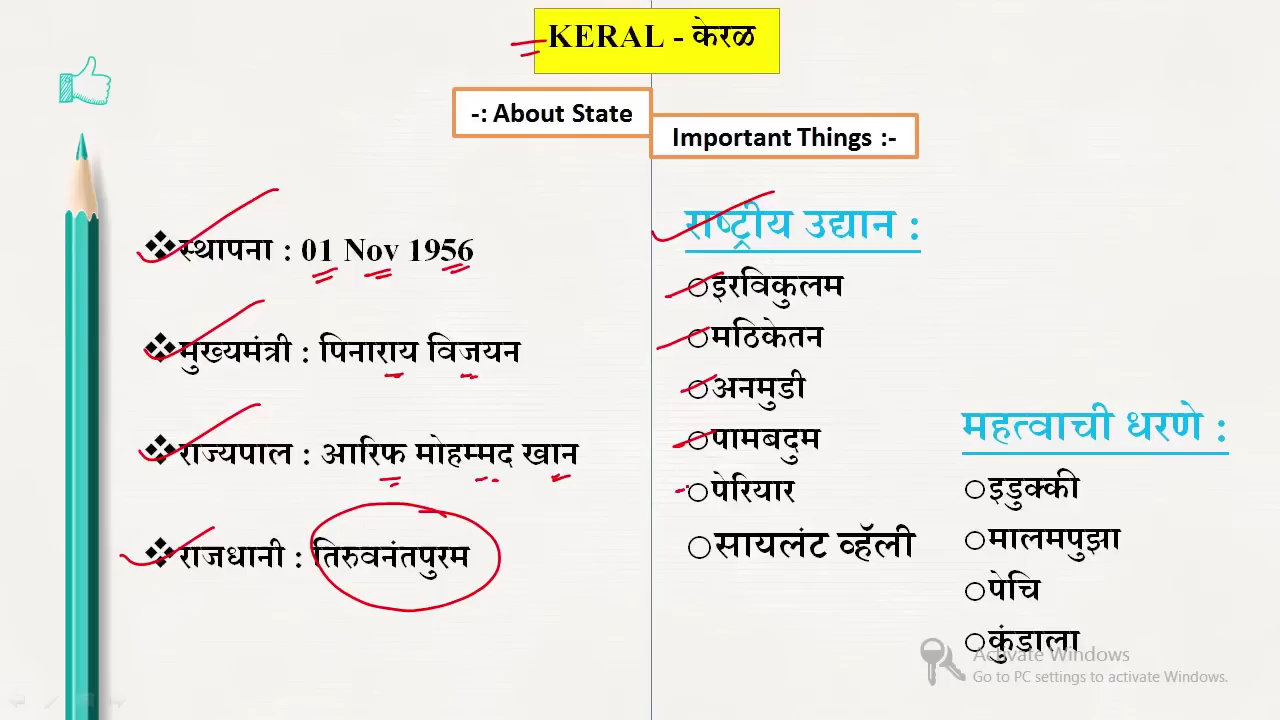 KERAL - केरळ
-: About State
Important Things :-
❖स्थापना : 01 Nov 1956
❖मुख्यमंत्री : पिनाराय विजयन
❖राज्यपाल : आरिफ मोहम्मद खान
❖राजधानी : तिरुवनंतपुरम
राष्ट्रीय उद्यान :
○इरविकुलम
○मठिकेतन
○अनमुडी
○पामबदुम
○पेरियार
○सायलंट व्हॅली
महत्वाची धरणे :
○इडुक्की
○मालमपुझा
○पेचि
○कुंडाला
Activate Windows
Go to PC settings to activate Windows.